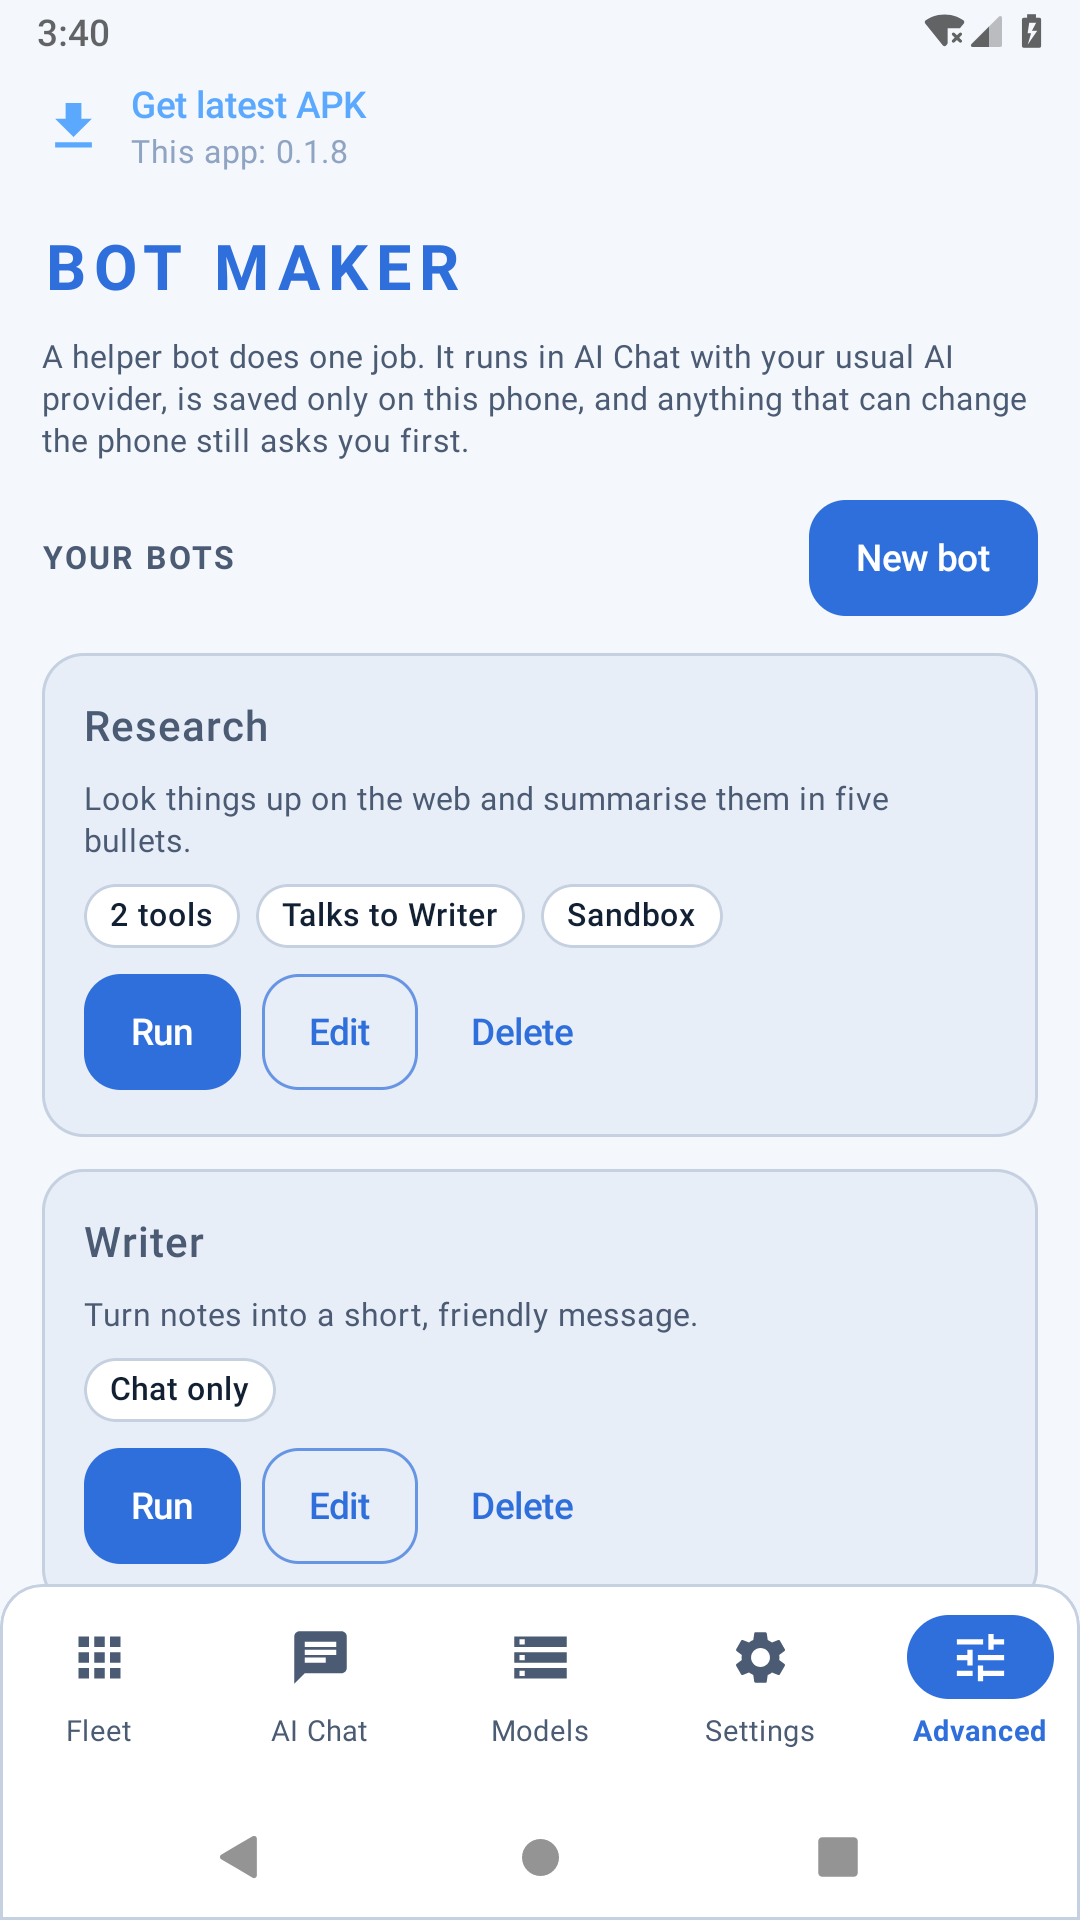 3:40
Get latest APK
This app: 0.1.8
BOT MAKER
A helper bot does one job. It runs in AI Chat with your usual AI
provider, is saved only on this phone, and anything that can change
the phone still asks you first.
YOUR BOTS
New bot
Research
Look things up on the web and summarise them in five
bullets.
2 tools
Talks to Writer
Sandbox
Run
Edit
Delete
Writer
Turn notes into a short, friendly message.
Chat only
Run
Edit
Delete
Fleet
AI Chat
Models
Settings
Advanced